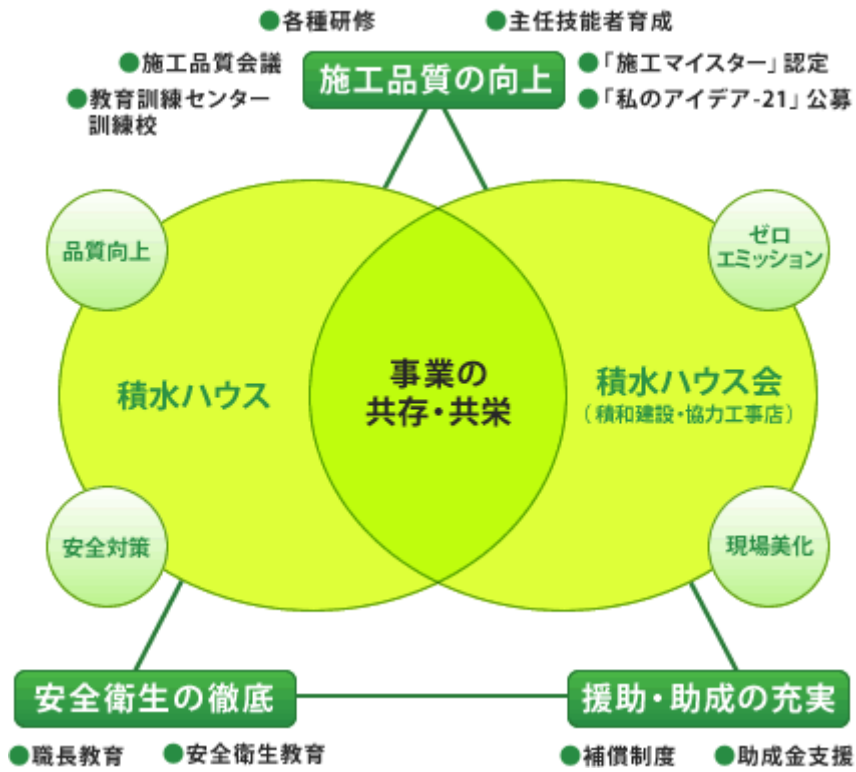 ●各種研修
●主任技能者育成
●施工品質会議
●教育訓練センター
訓練校
施工品質の向上
●「施工マイスター」認定
●「私のアイデア-21」公募
品質向上
ゼロ
エミッション
積水ハウス
事業の
共存・共栄
積水ハウス会
(積和建設・協力工事店)
安全対策
現場美化
安全衛生の徹底
援助・助成の充実
●職長教育
●安全衛生教育
●補償制度
●助成金支援